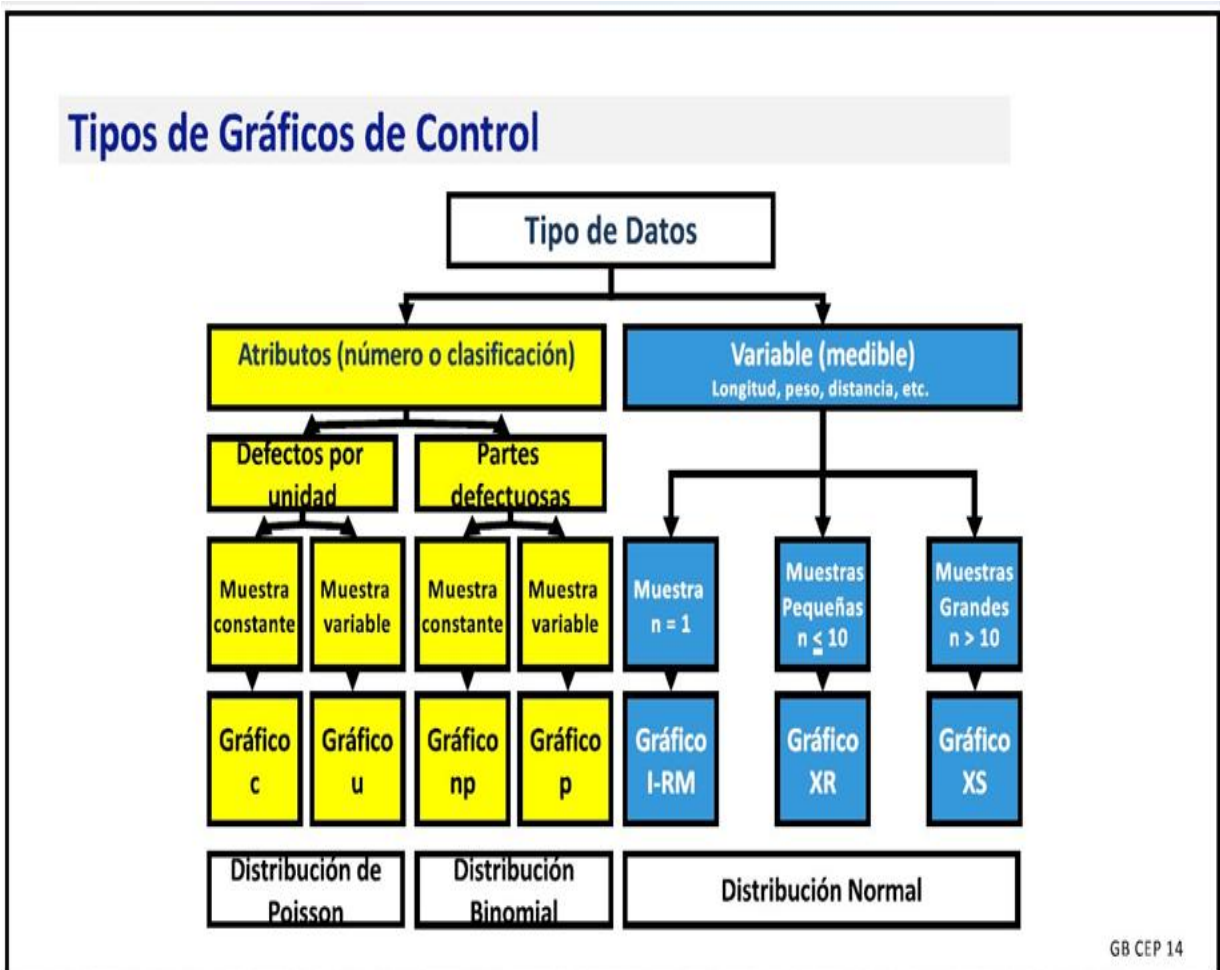 Tipos de Gráficos de Control
Tipo de Datos
Atributos (número o clasificación)
Variable (medible)
Longitud, peso, distancia, etc.
Defectos por
unidad
Partes
defectuosas
Muestra
constante
Muestra
variable
Muestra
constante
Muestra
variable
Muestra
n = 1
Muestras
Pequeñas
n ≤ 10
Muestras
Grandes
n > 10
Gráfico
c
Gráfico
u
Gráfico
np
Gráfico
p
Gráfico
I-RM
Gráfico
XR
Gráfico
XS
Distribución de
Poisson
Distribución
Binomial
Distribución Normal
GB CEP 14